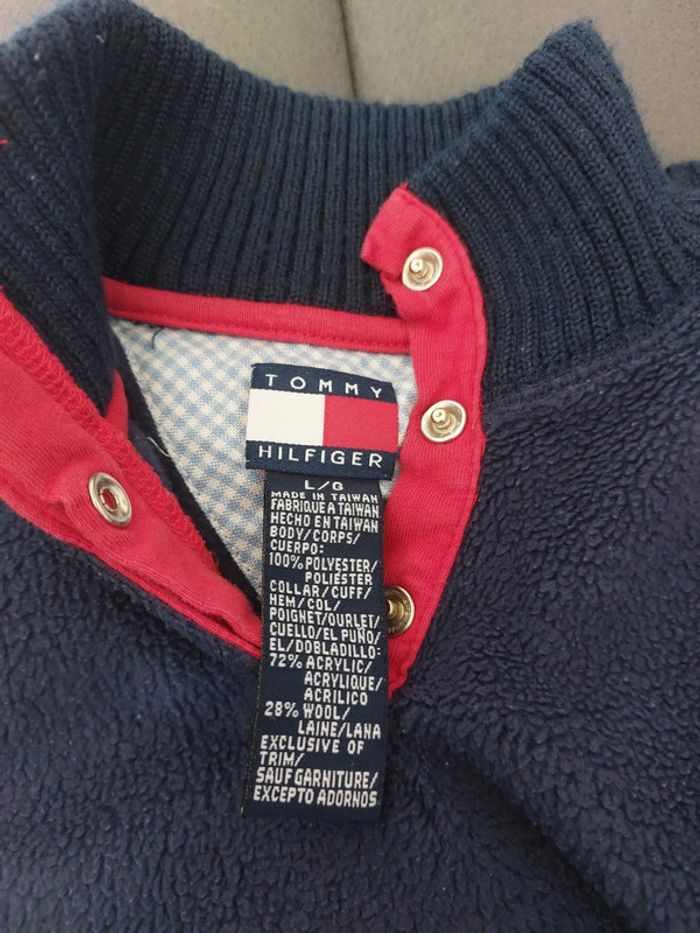 TOMMY
HILFIGER
L/G
MADE IN TAIWAN
FABRIQUE A TAIWAN
HECHO EN TAIWAN
BODY/CORPS/
CUERPO:
100% POLYESTER/
POLIESTER
COLLAR/CUFF/
HEM/COL/
POIGNET/OURLET/
CUELLO/EL PUÑO/
EL/DOBLADILLO:
72% ACRYLIC/
ACRYLIQUE/
ACRILICO
28% WOOL/
LAINE/LANA
EXCLUSIVE OF
TRIM/
SAUF GARNITURE/
EXCEPTO ADORNOS